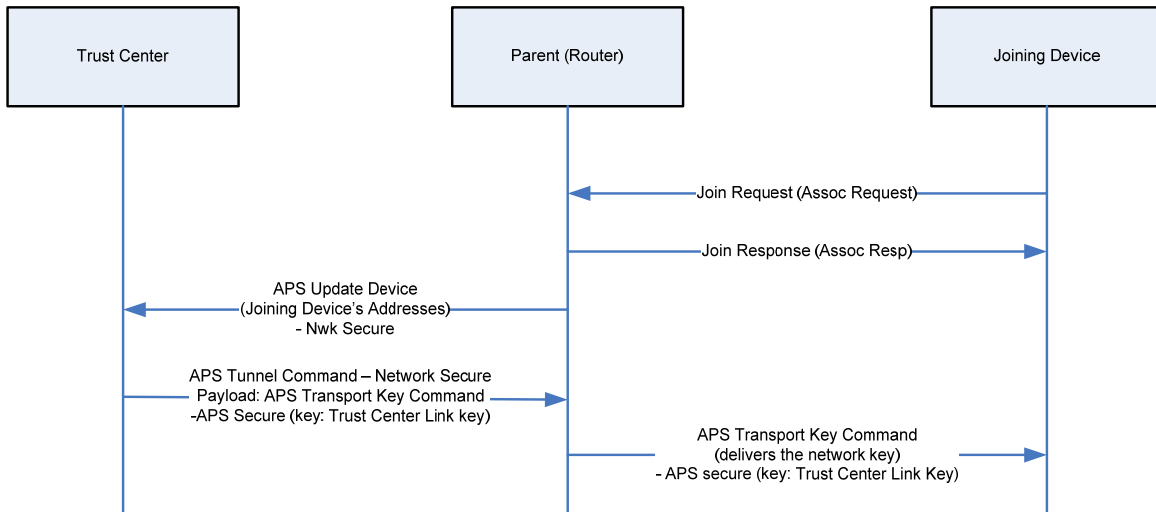 Trust Center
Parent (Router)
Joining Device
Join Request (Assoc Request)
Join Response (Assoc Resp)
APS Update Device
(Joining Device's Addresses)
- Nwk Secure
APS Tunnel Command – Network Secure
Payload: APS Transport Key Command
-APS Secure (key: Trust Center Link key)
APS Transport Key Command
(delivers the network key)
- APS secure (key: Trust Center Link Key)